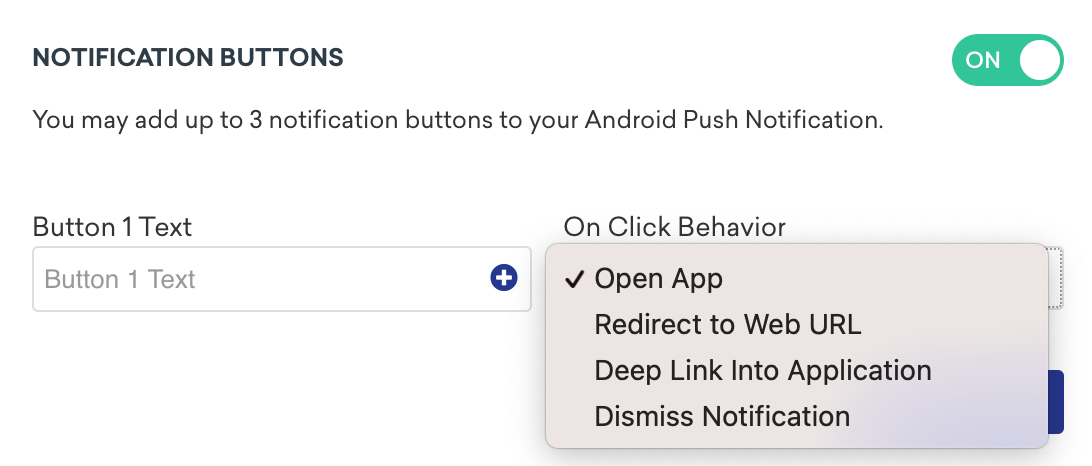 NOTIFICATION BUTTONS
ON
You may add up to 3 notification buttons to your Android Push Notification.
Button 1 Text
On Click Behavior
Button 1 Text
✓ Open App
Redirect to Web URL
Deep Link Into Application
Dismiss Notification